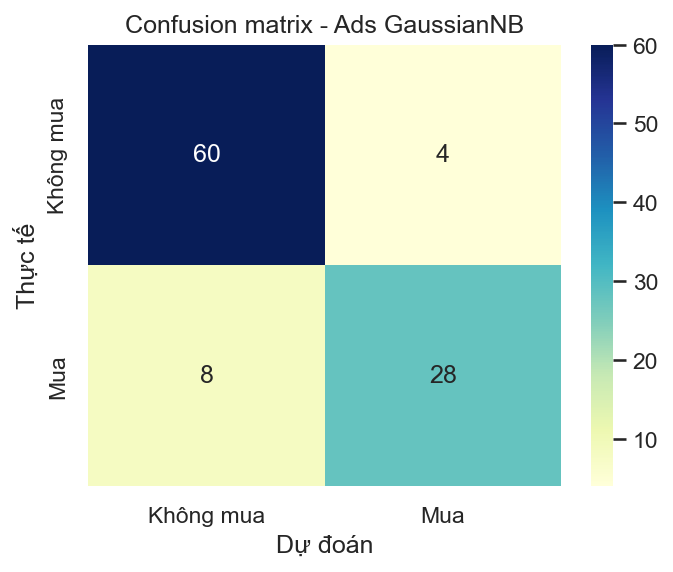 Confusion matrix - Ads GaussianNB
Thực tế
Không mua
Mua
60
4
8
28
Không mua
Mua
Dự đoán
60
50
40
30
20
10